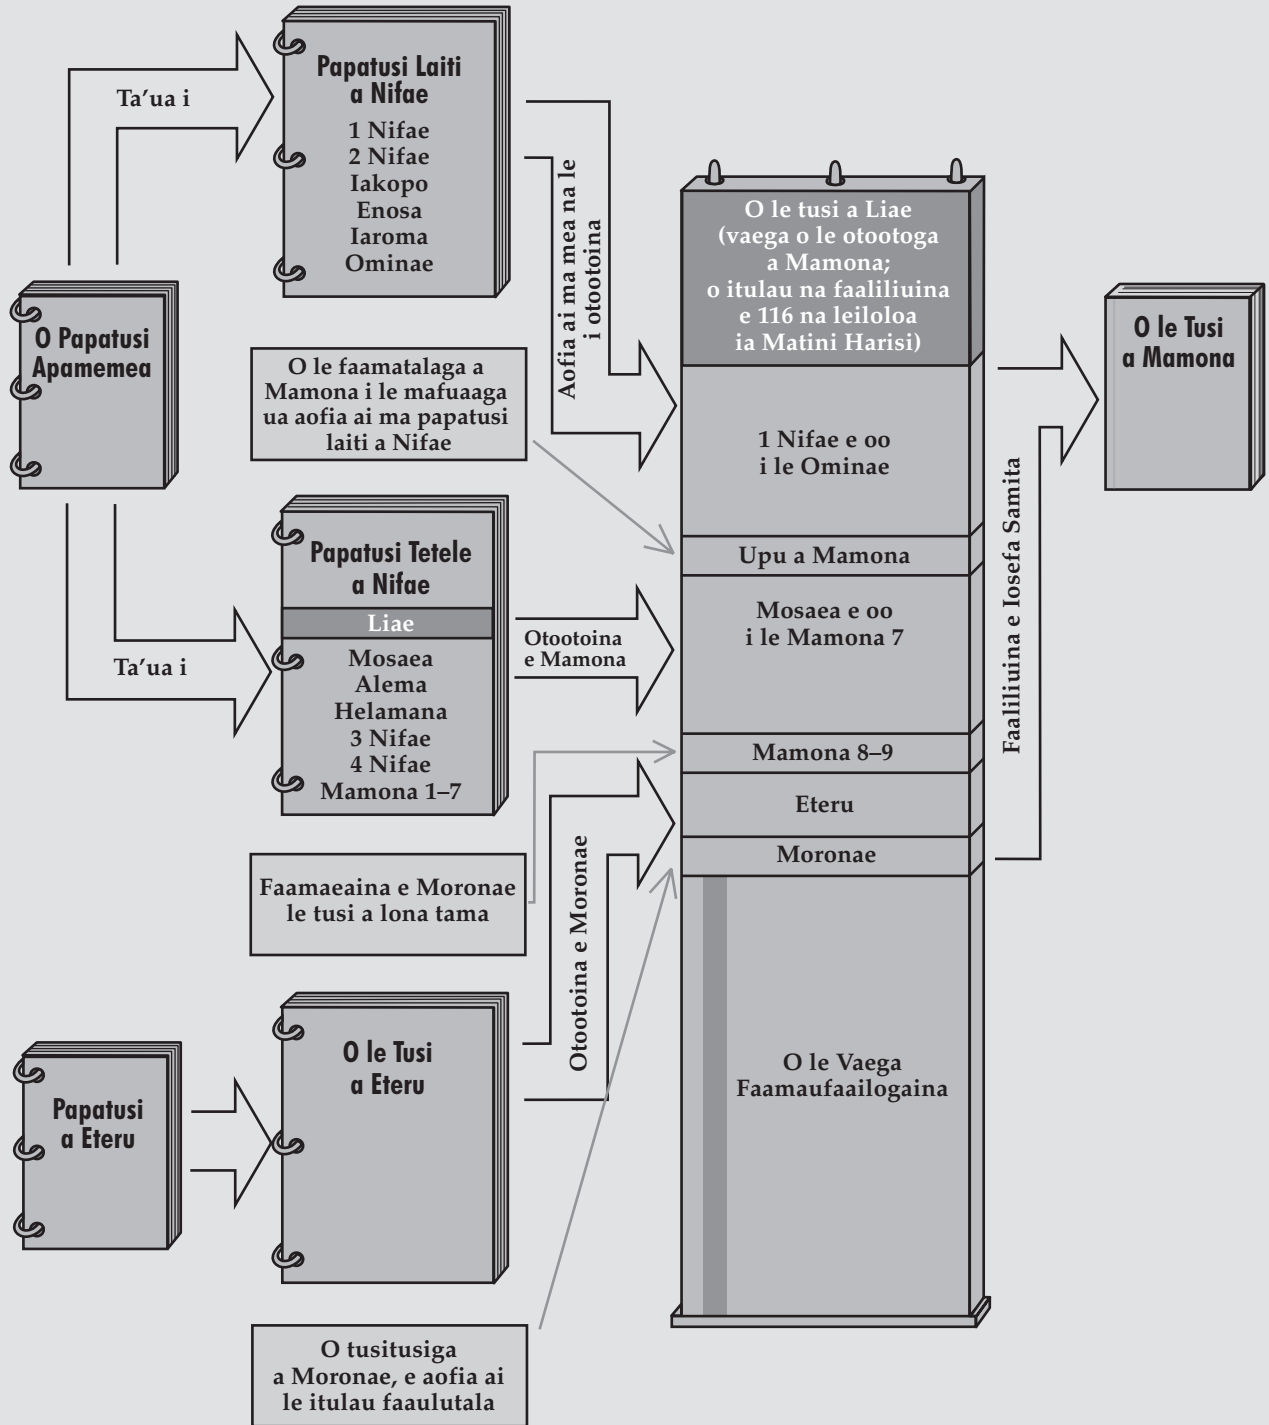 Papatusi Laiti
a Nifae
1 Nifae
2 Nifae
Iakopo
Enosa
Iaroma
Ominae
Ta'ua i
O Papatusi
Apamemea
Aofia ai ma mea na le
i otootoina
O le faamatalaga a
Mamona i le mafuaaga
ua aofia ai ma papatusi
laiti a Nifae
Papatusi Tetele
a Nifae
Liae
Mosaea
Alema
Helamana
3 Nifae
4 Nifae
Mamona 1–7
Ta'ua i
Otootoina
e Mamona
Faamaeaina e Moronae
le tusi a lona tama
Otootoina e Moronae
Papatusi
a Eteru
O le Tusi
a Eteru
O tusitusiga
a Moronae, e aofia ai
le itulau faaulutala
O le tusi a Liae
(vaega o le otootoga
a Mamona;
o itulau na faaliliuina
e 116 na leiloloa
ia Matini Harisi)
1 Nifae e oo
i le Ominae
Upu a Mamona
Mosaea e oo
i le Mamona 7
Mamona 8–9
Eteru
Moronae
O le Vaega
Faamaufaailogaina
Faaliliuina e Iosefa Samita
O le Tusi
a Mamona